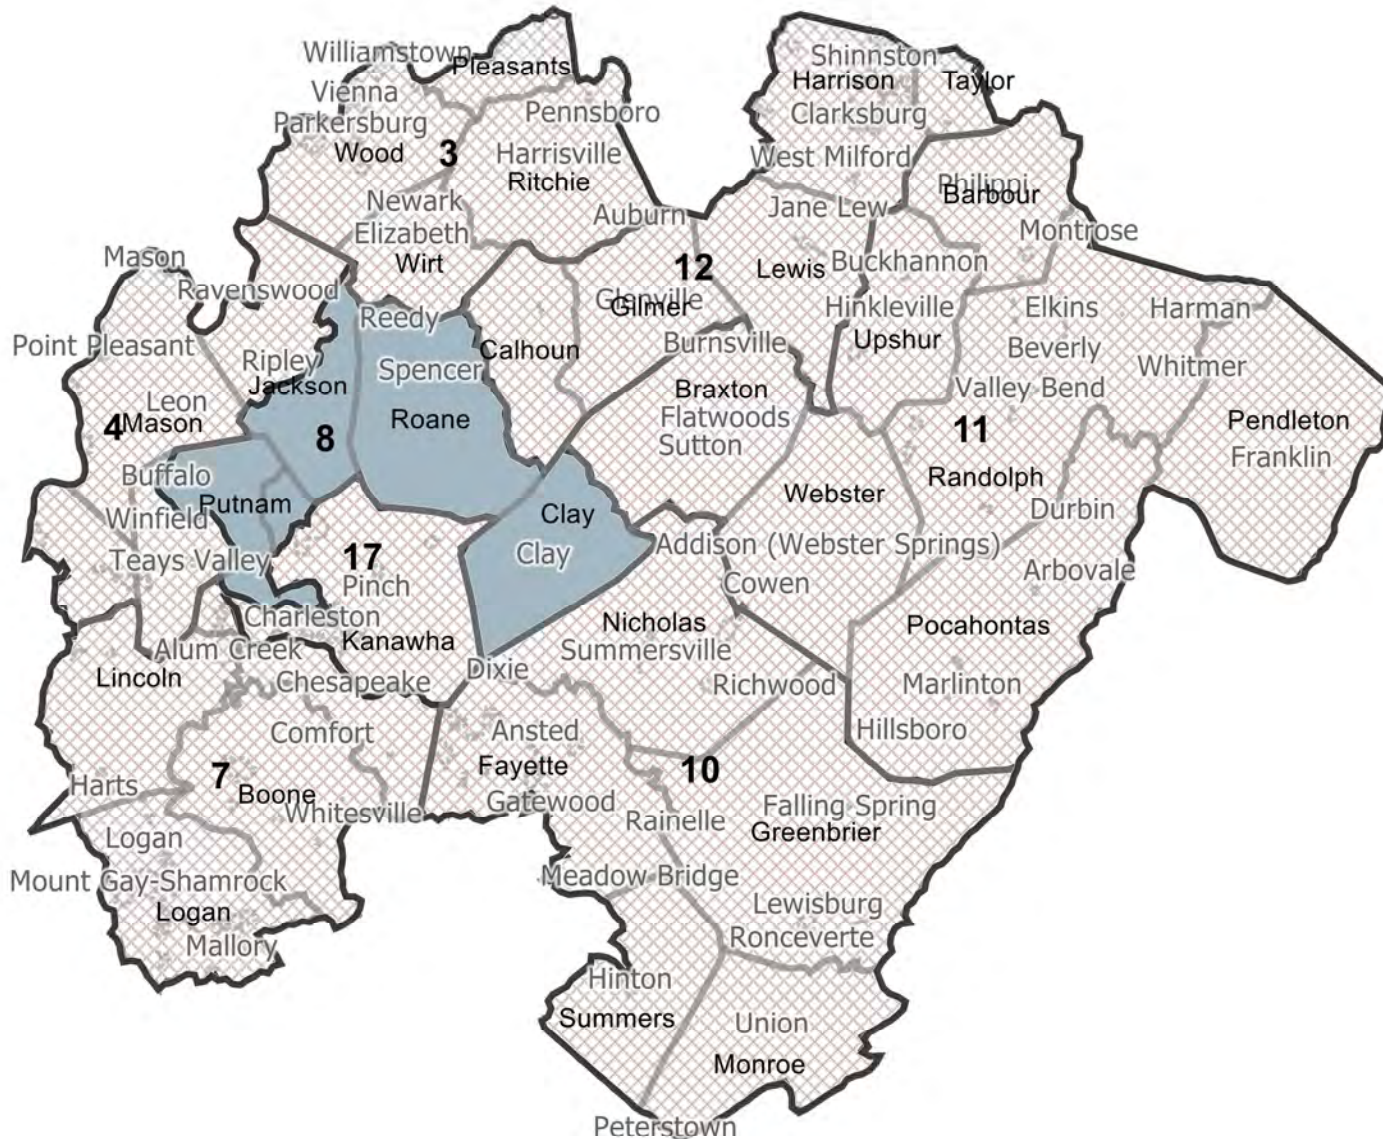 Williamstown
Pleasants
Shinnston
Harrison
Taylor
Vienna
Pennsboro
Clarksburg
Parkersburg
Wood
3
Harrisville
Ritchie
West Milford
Philippi
Barbour
Newark
Auburn
Jane Lew
Montrose
Elizabeth
Wirt
12
Lewis
Buckhannon
Mason
Ravenswood
Glenville
Gilmer
Hinkleville
Elkins
Harman
Reedy
Point Pleasant
Calhoun
Burnsville
Upshur
Beverly
Whitmer
Ripley
Jackson
Spencer
Braxton
Valley Bend
Leon
Mason
4
8
Roane
Flatwoods
Sutton
11
Pendleton
Franklin
Buffalo
Putnam
Webster
Randolph
Durbin
Winfield
Clay
Clay
Addison (Webster Springs)
Teays Valley
17
Pinch
Cowen
Arbovale
Charleston
Kanawha
Nicholas
Summersville
Pocahontas
Alum Creek
Lincoln
Chesapeake
Dixie
Richwood
Marlinton
Comfort
Ansted
Hillsboro
Harts
7
Boone
Whitesville
Fayette
Gatewood
10
Falling Spring
Greenbrier
Rainelle
Logan
Mount Gay-Shamrock
Logan
Mallory
Meadow Bridge
Lewisburg
Ronceverte
Hinton
Summers
Union
Monroe
Peterstown